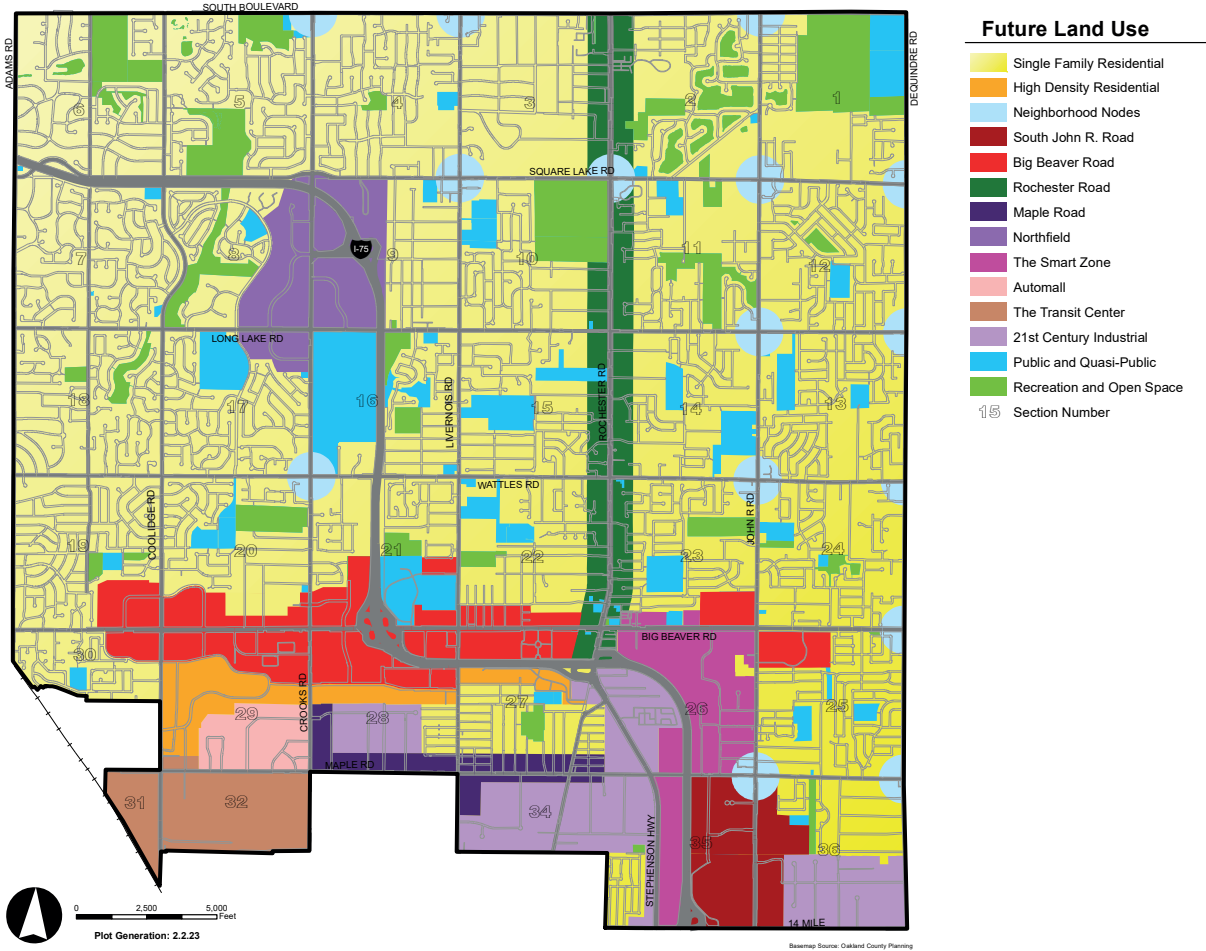 SOUTH BOULEVARD
ADAMS RD
DEQUINDRE RD
6
5
4
3
2
1
SQUARE LAKE RD
I-75
7
8
9
10
11
12
LONG LAKE RD
18
17
16
LIVERNOIS RD
15
ROCHESTER RD
14
13
WATTLES RD
COOLIDGE RD
JOHN R RD
19
20
21
22
23
24
BIG BEAVER RD
30
29
CROOKS RD
28
27
26
25
MAPLE RD
31
32
34
STEPHENSON HWY
35
36
14 MILE
0
2,500
5,000
Feet
Plot Generation: 2.2.23
Basemap Source: Oakland County Planning
Future Land Use
Single Family Residential
High Density Residential
Neighborhood Nodes
South John R. Road
Big Beaver Road
Rochester Road
Maple Road
Northfield
The Smart Zone
Automall
The Transit Center
21st Century Industrial
Public and Quasi-Public
Recreation and Open Space
15 Section Number